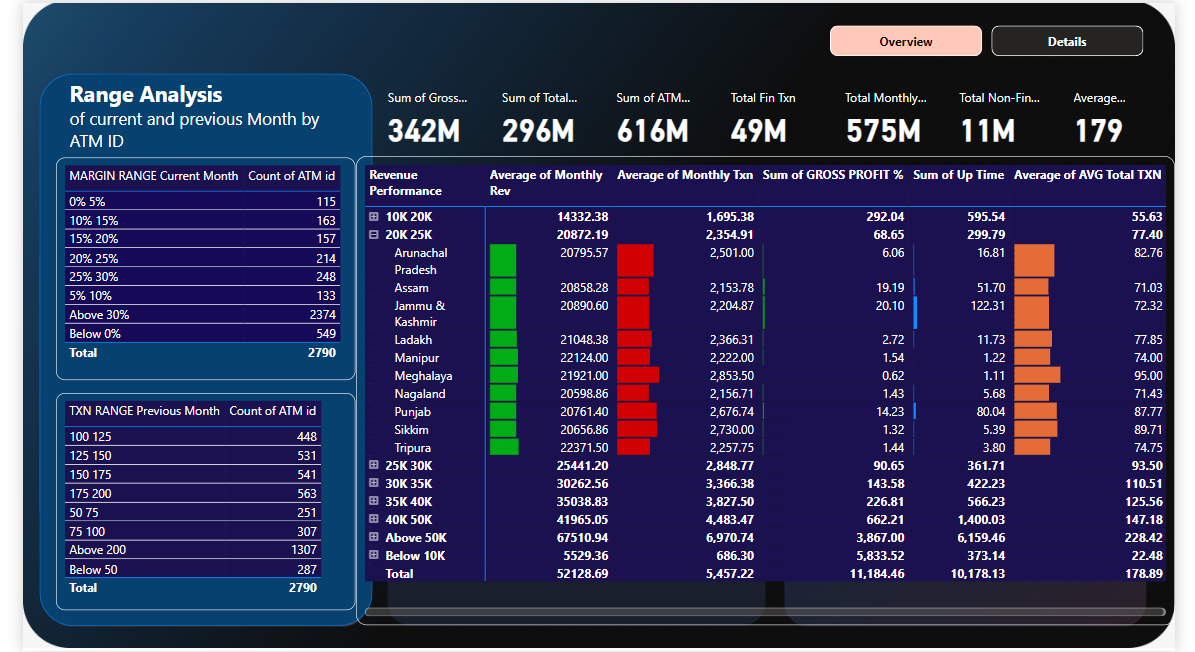 Overview
Details
Range Analysis
of current and previous Month by
ATM ID
Sum of Gross... Sum of Total... Sum of ATM... Total Fin Txn Total Monthly... Total Non-Fin... Average...
342M 296M 616M 49M 575M 11M 179
MARGIN RANGE Current Month Count of ATM id
0% 5% 115
10% 15% 163
15% 20% 157
20% 25% 214
25% 30% 248
5% 10% 133
Above 30% 2374
Below 0% 549
Total 2790
TXN RANGE Previous Month Count of ATM id
100 125 448
125 150 531
150 175 541
175 200 563
50 75 251
75 100 307
Above 200 1307
Below 50 287
Total 2790
Revenue Average of Monthly Average of Monthly Txn Sum of GROSS PROFIT % Sum of Up Time Average of AVG Total TXN
Performance Rev
10K 20K 14332.38 1,695.38 292.04 595.54 55.63
20K 25K 20872.19 2,354.91 68.65 299.79 77.40
Arunachal 20795.57 2,501.00 6.06 16.81 82.76
Pradesh
Assam 20858.28 2,153.78 19.19 51.70 71.03
Jammu & 20890.60 2,204.87 20.10 122.31 72.32
Kashmir
Ladakh 21048.38 2,366.31 2.72 11.73 77.85
Manipur 22124.00 2,222.00 1.54 1.22 74.00
Meghalaya 21921.00 2,853.50 0.62 1.11 95.00
Nagaland 20598.86 2,156.71 1.43 5.68 71.43
Punjab 20761.40 2,676.74 14.23 80.04 87.77
Sikkim 20656.86 2,730.00 1.32 5.39 89.71
Tripura 22371.50 2,257.75 1.44 3.80 74.75
25K 30K 25441.20 2,848.77 90.65 361.71 93.50
30K 35K 30262.56 3,366.38 143.58 422.23 110.51
35K 40K 35038.83 3,827.50 226.81 566.23 125.56
40K 50K 41965.05 4,483.47 662.21 1,400.03 147.18
Above 50K 67510.94 6,970.74 3,867.00 6,159.46 228.42
Below 10K 5529.36 686.30 5,833.52 373.14 22.48
Total 52128.69 5,457.22 11,184.46 10,178.13 178.89